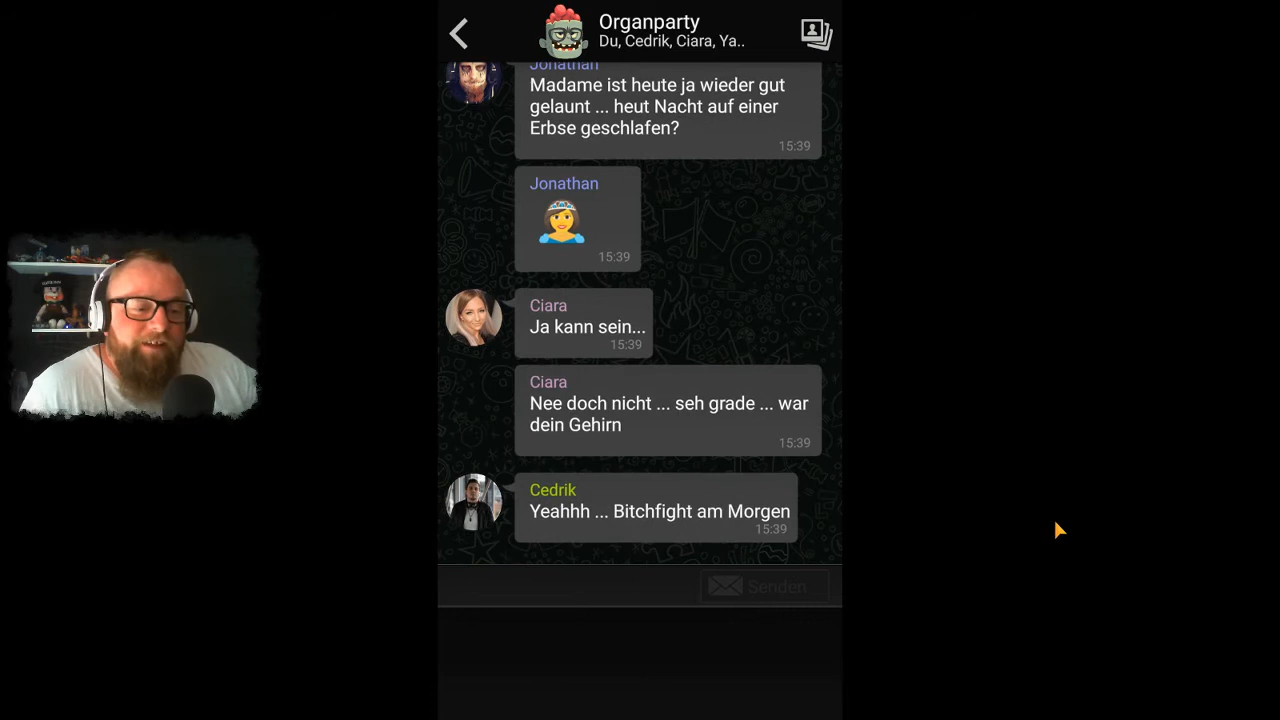 Organparty
Du, Cedrik, Ciara, Ya..
Jonathan
Madame ist heute ja wieder gut
gelaunt ... heut Nacht auf einer
Erbse geschlafen?
15:39
Jonathan
15:39
Ciara
Ja kann sein...
15:39
Ciara
Nee doch nicht ... seh grade ... war
dein Gehirn
15:39
Cedrik
Yeahhh ... Bitchfight am Morgen
15:39
Senden